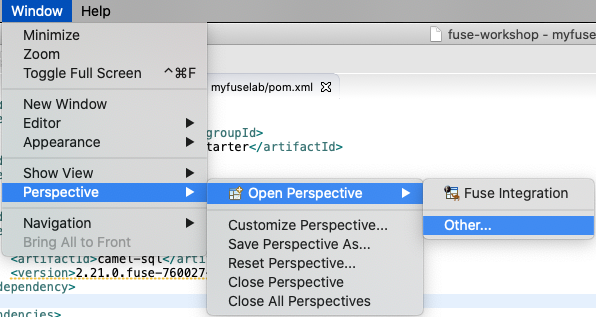 Window Help
fuse-workshop - myfuse
Minimize
Zoom
Toggle Full Screen ⌃⌘F
myfuselab/pom.xml
New Window
Editor
Appearance
groupId>
starter</artifactId>
Show View
Perspective
Open Perspective
Fuse Integration
Other...
Customize Perspective...
Save Perspective As...
Reset Perspective...
Close Perspective
Close All Perspectives
Navigation
Bring All to Front
<artifactId>camel-sql</arti
<version>2.21.0.fuse-760027
dependency>
ndencies>